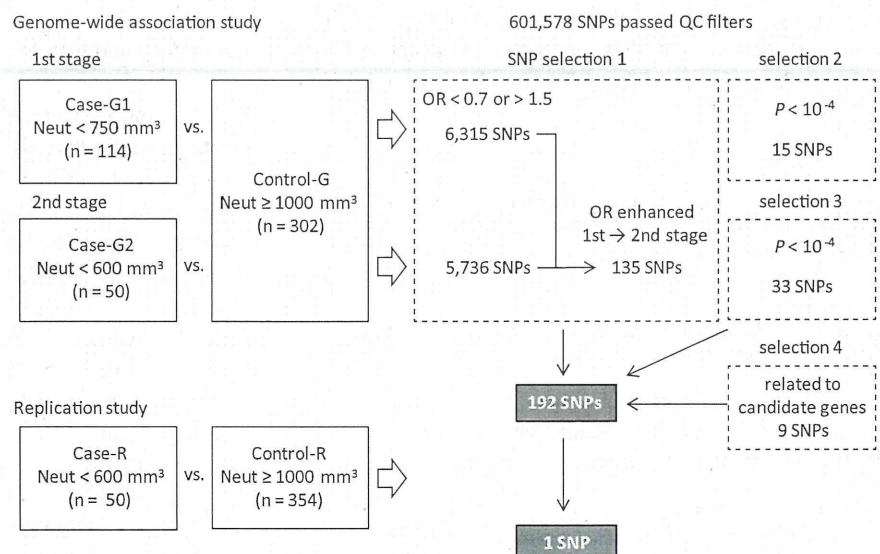 Genome-wide association study
601,578 SNPs passed QC filters
1st stage
SNP selection 1
selection 2
Case-G1
Neut < 750 mm³
(n = 114)
vs.
Control-G
Neut ≥ 1000 mm³
(n = 302)
OR < 0.7 or > 1.5
6,315 SNPs
P < 10⁻⁴
15 SNPs
2nd stage
selection 3
Case-G2
Neut < 600 mm³
(n = 50)
vs.
OR enhanced
1st → 2nd stage
5,736 SNPs
135 SNPs
P < 10⁻⁴
33 SNPs
selection 4
related to
candidate genes
9 SNPs
192 SNPs
Replication study
Case-R
Neut < 600 mm³
(n = 50)
vs.
Control-R
Neut ≥ 1000 mm³
(n = 354)
1 SNP